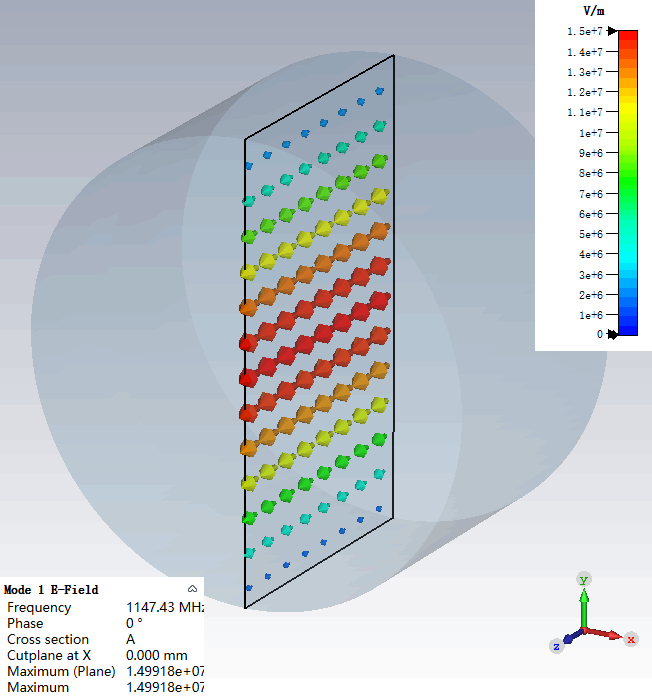 V/m
1.5e+7
1.4e+7
1.3e+7
1.2e+7
1.1e+7
1e+7
9e+6
8e+6
7e+6
6e+6
5e+6
4e+6
3e+6
2e+6
1e+6
0
Mode 1 E-Field
Frequency 1147.43 MHz
Phase 0 °
Cross section A
Cutplane at X 0.000 mm
Maximum (Plane) 1.49918e+07
Maximum 1.49918e+07
y
z
x